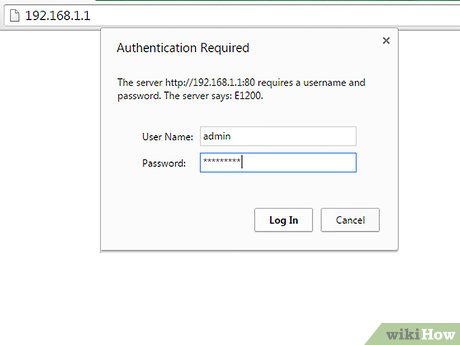 192.168.1.1
Authentication Required
The server http://192.168.1.1:80 requires a username and
password. The server says: E1200.
User Name: admin
Password: *********
Log In Cancel
wikiHow